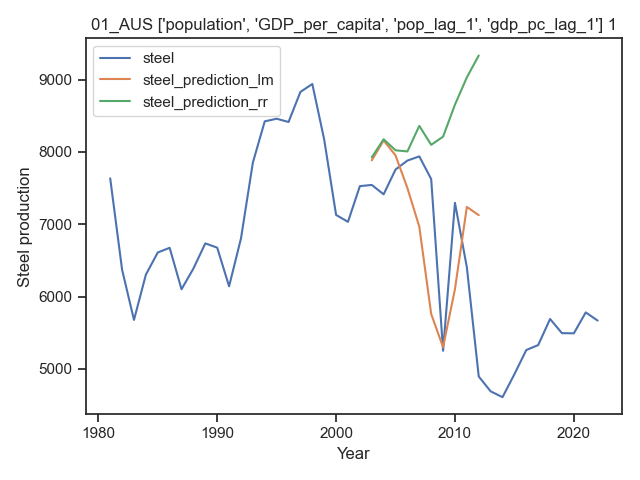 01_AUS ['population', 'GDP_per_capita', 'pop_lag_1', 'gdp_pc_lag_1'] 1
steel
steel_prediction_lm
steel_prediction_rr
9000
8000
7000
6000
5000
Steel production
1980
1990
2000
2010
2020
Year